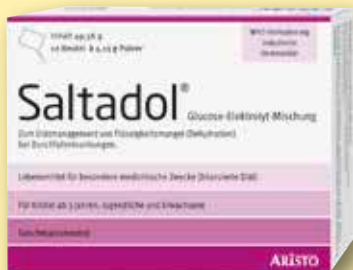 Inhalt 49,56 g
12 Beutel à 4,13 g Pulver
Saltadol®
Glucose-Elektrolyt-Mischung
Zum Diätmanagement von Flüssigkeitsmangel (Dehydration)
bei Durchfallerkrankungen.
Lebensmittel für besondere medizinische Zwecke (bilanzierte Diät)
Für Kinder ab 3 Jahren, Jugendliche und Erwachsene
ARISTO